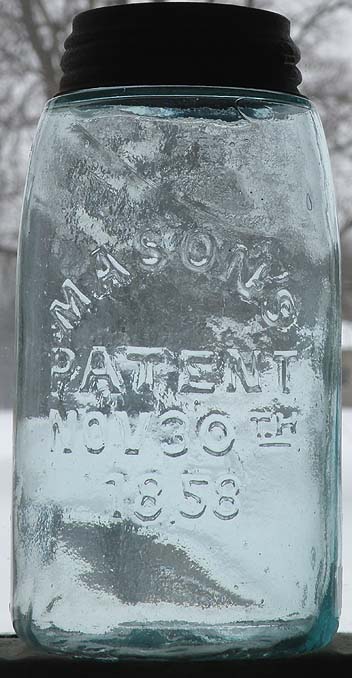 MASON'S
PATENT
NOV 30TH
1858